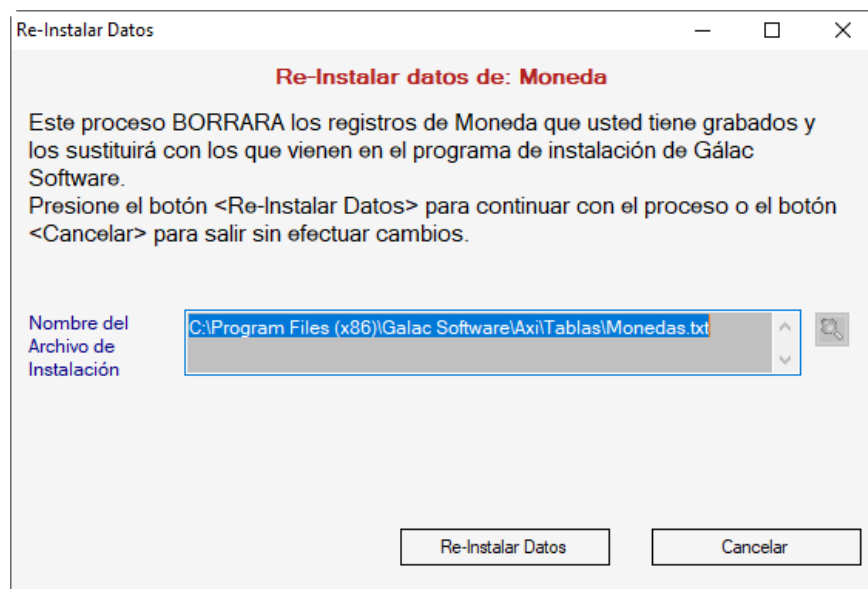 Re-Instalar Datos
Re-Instalar datos de: Moneda
Este proceso BORRARA los registros de Moneda que usted tiene grabados y
los sustituirá con los que vienen en el programa de instalación de Gálac
Software.
Presione el botón <Re-Instalar Datos> para continuar con el proceso o el botón
<Cancelar> para salir sin efectuar cambios.
Nombre del
Archivo de
Instalación
C:\Program Files (x86)\Galac Software\Axi\Tablas\Monedas.txt
Re-Instalar Datos
Cancelar